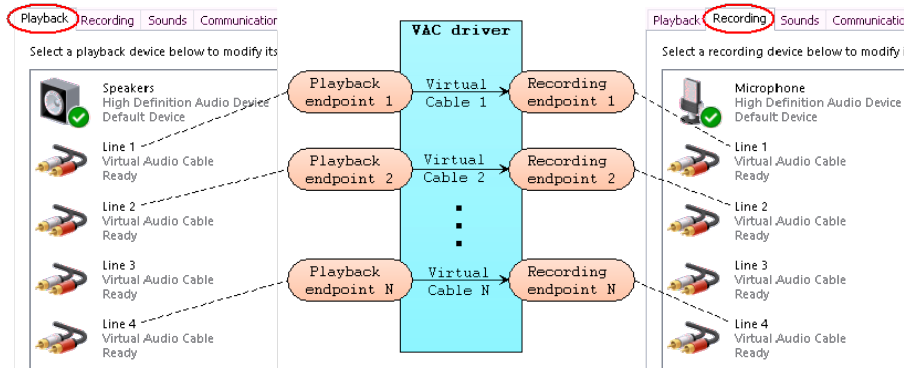 Playback Recording Sounds Communication
Select a playback device below to modify its
Speakers
High Definition Audio Device
Default Device
Line 1
Virtual Audio Cable
Ready
Line 2
Virtual Audio Cable
Ready
Line 3
Virtual Audio Cable
Ready
Line 4
Virtual Audio Cable
Ready
VAC driver
Playback
endpoint 1
Virtual
Cable 1
Recording
endpoint 1
Playback
endpoint 2
Virtual
Cable 2
Recording
endpoint 2
Playback
endpoint N
Virtual
Cable N
Recording
endpoint N
Playback Recording Sounds Communicatio
Select a recording device below to modify i
Microphone
High Definition Audio Device
Default Device
Line 1
Virtual Audio Cable
Ready
Line 2
Virtual Audio Cable
Ready
Line 3
Virtual Audio Cable
Ready
Line 4
Virtual Audio Cable
Ready